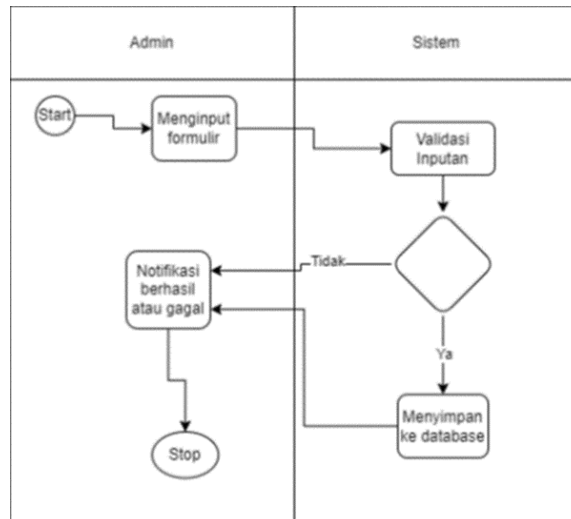 Admin
Sistem
Start
Menginput
formulir
Validasi
Inputan
Tidak
Notifikasi
berhasil
atau gagal
Ya
Menyimpan
ke database
Stop